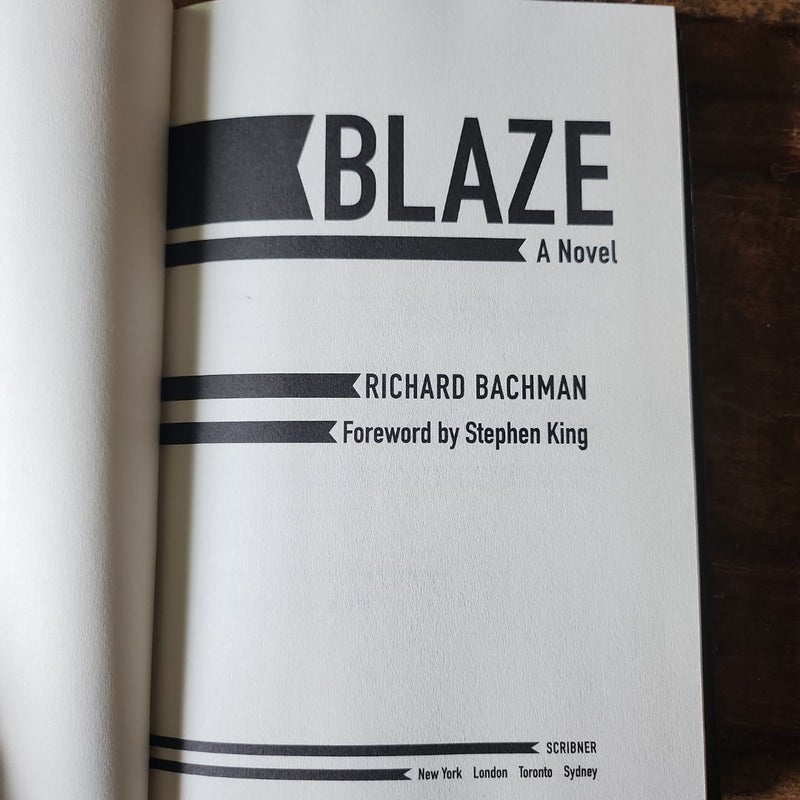 BLAZE
A Novel
RICHARD BACHMAN
Foreword by Stephen King
SCRIBNER
New York London Toronto Sydney